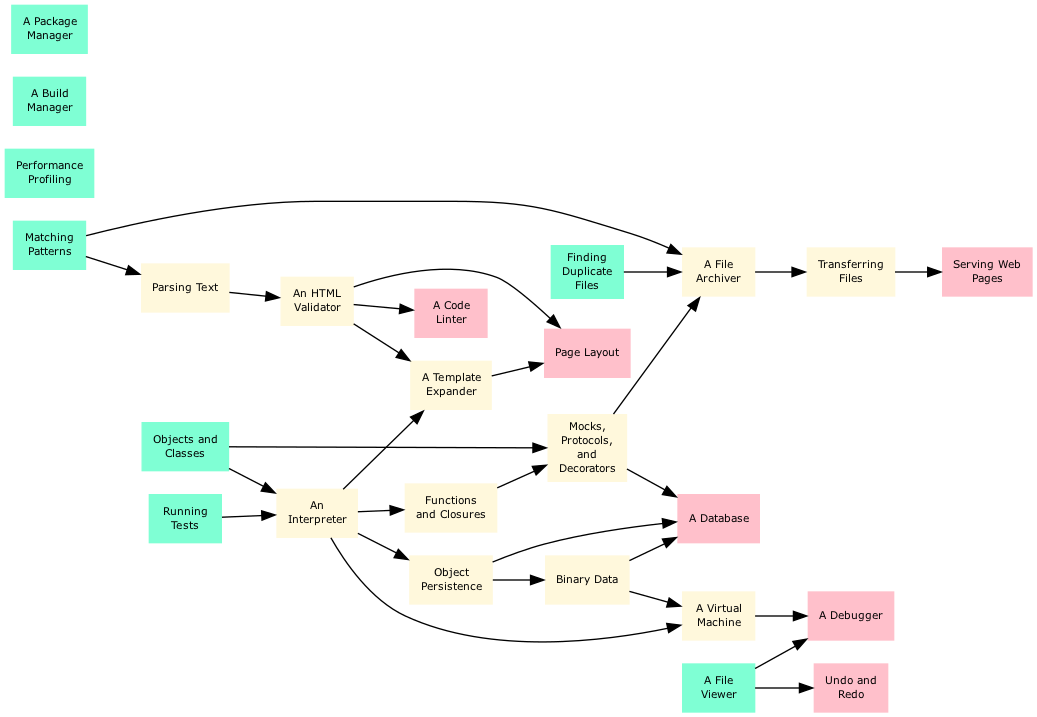 A Package
Manager
A Build
Manager
Performance
Profiling
Matching
Patterns
Parsing Text
An HTML
Validator
A Code
Linter
Finding
Duplicate
Files
A File
Archiver
Transferring
Files
Serving Web
Pages
Page Layout
A Template
Expander
Objects and
Classes
Mocks,
Protocols,
and
Decorators
Running
Tests
An
Interpreter
Functions
and Closures
A Database
Object
Persistence
Binary Data
A Virtual
Machine
A Debugger
A File
Viewer
Undo and
Redo